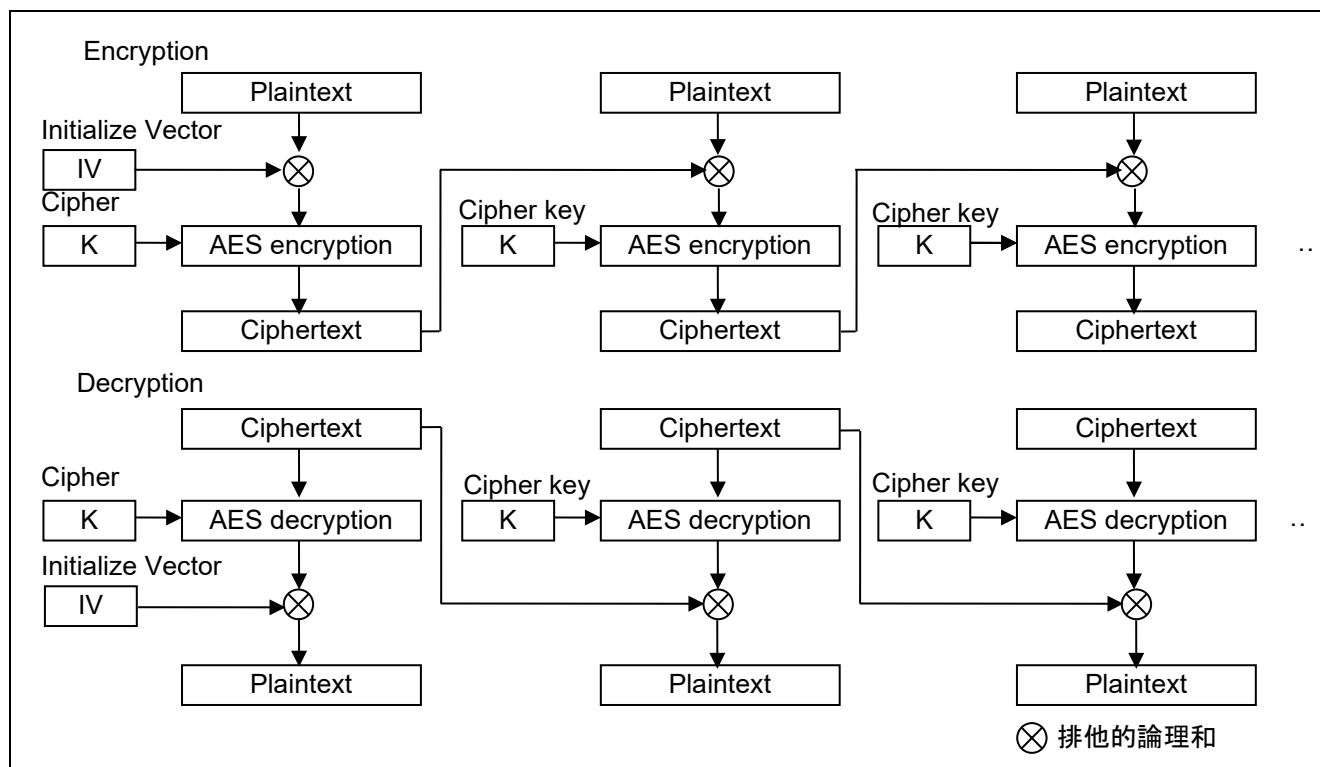 Encryption
Plaintext Plaintext Plaintext
Initialize Vector
IV
Cipher Cipher key Cipher key
K AES encryption K AES encryption K AES encryption ..
Ciphertext Ciphertext Ciphertext
Decryption
Ciphertext Ciphertext Ciphertext
Cipher Cipher key Cipher key
K AES decryption K AES decryption K AES decryption ..
Initialize Vector
IV
Plaintext Plaintext Plaintext
排他的論理和